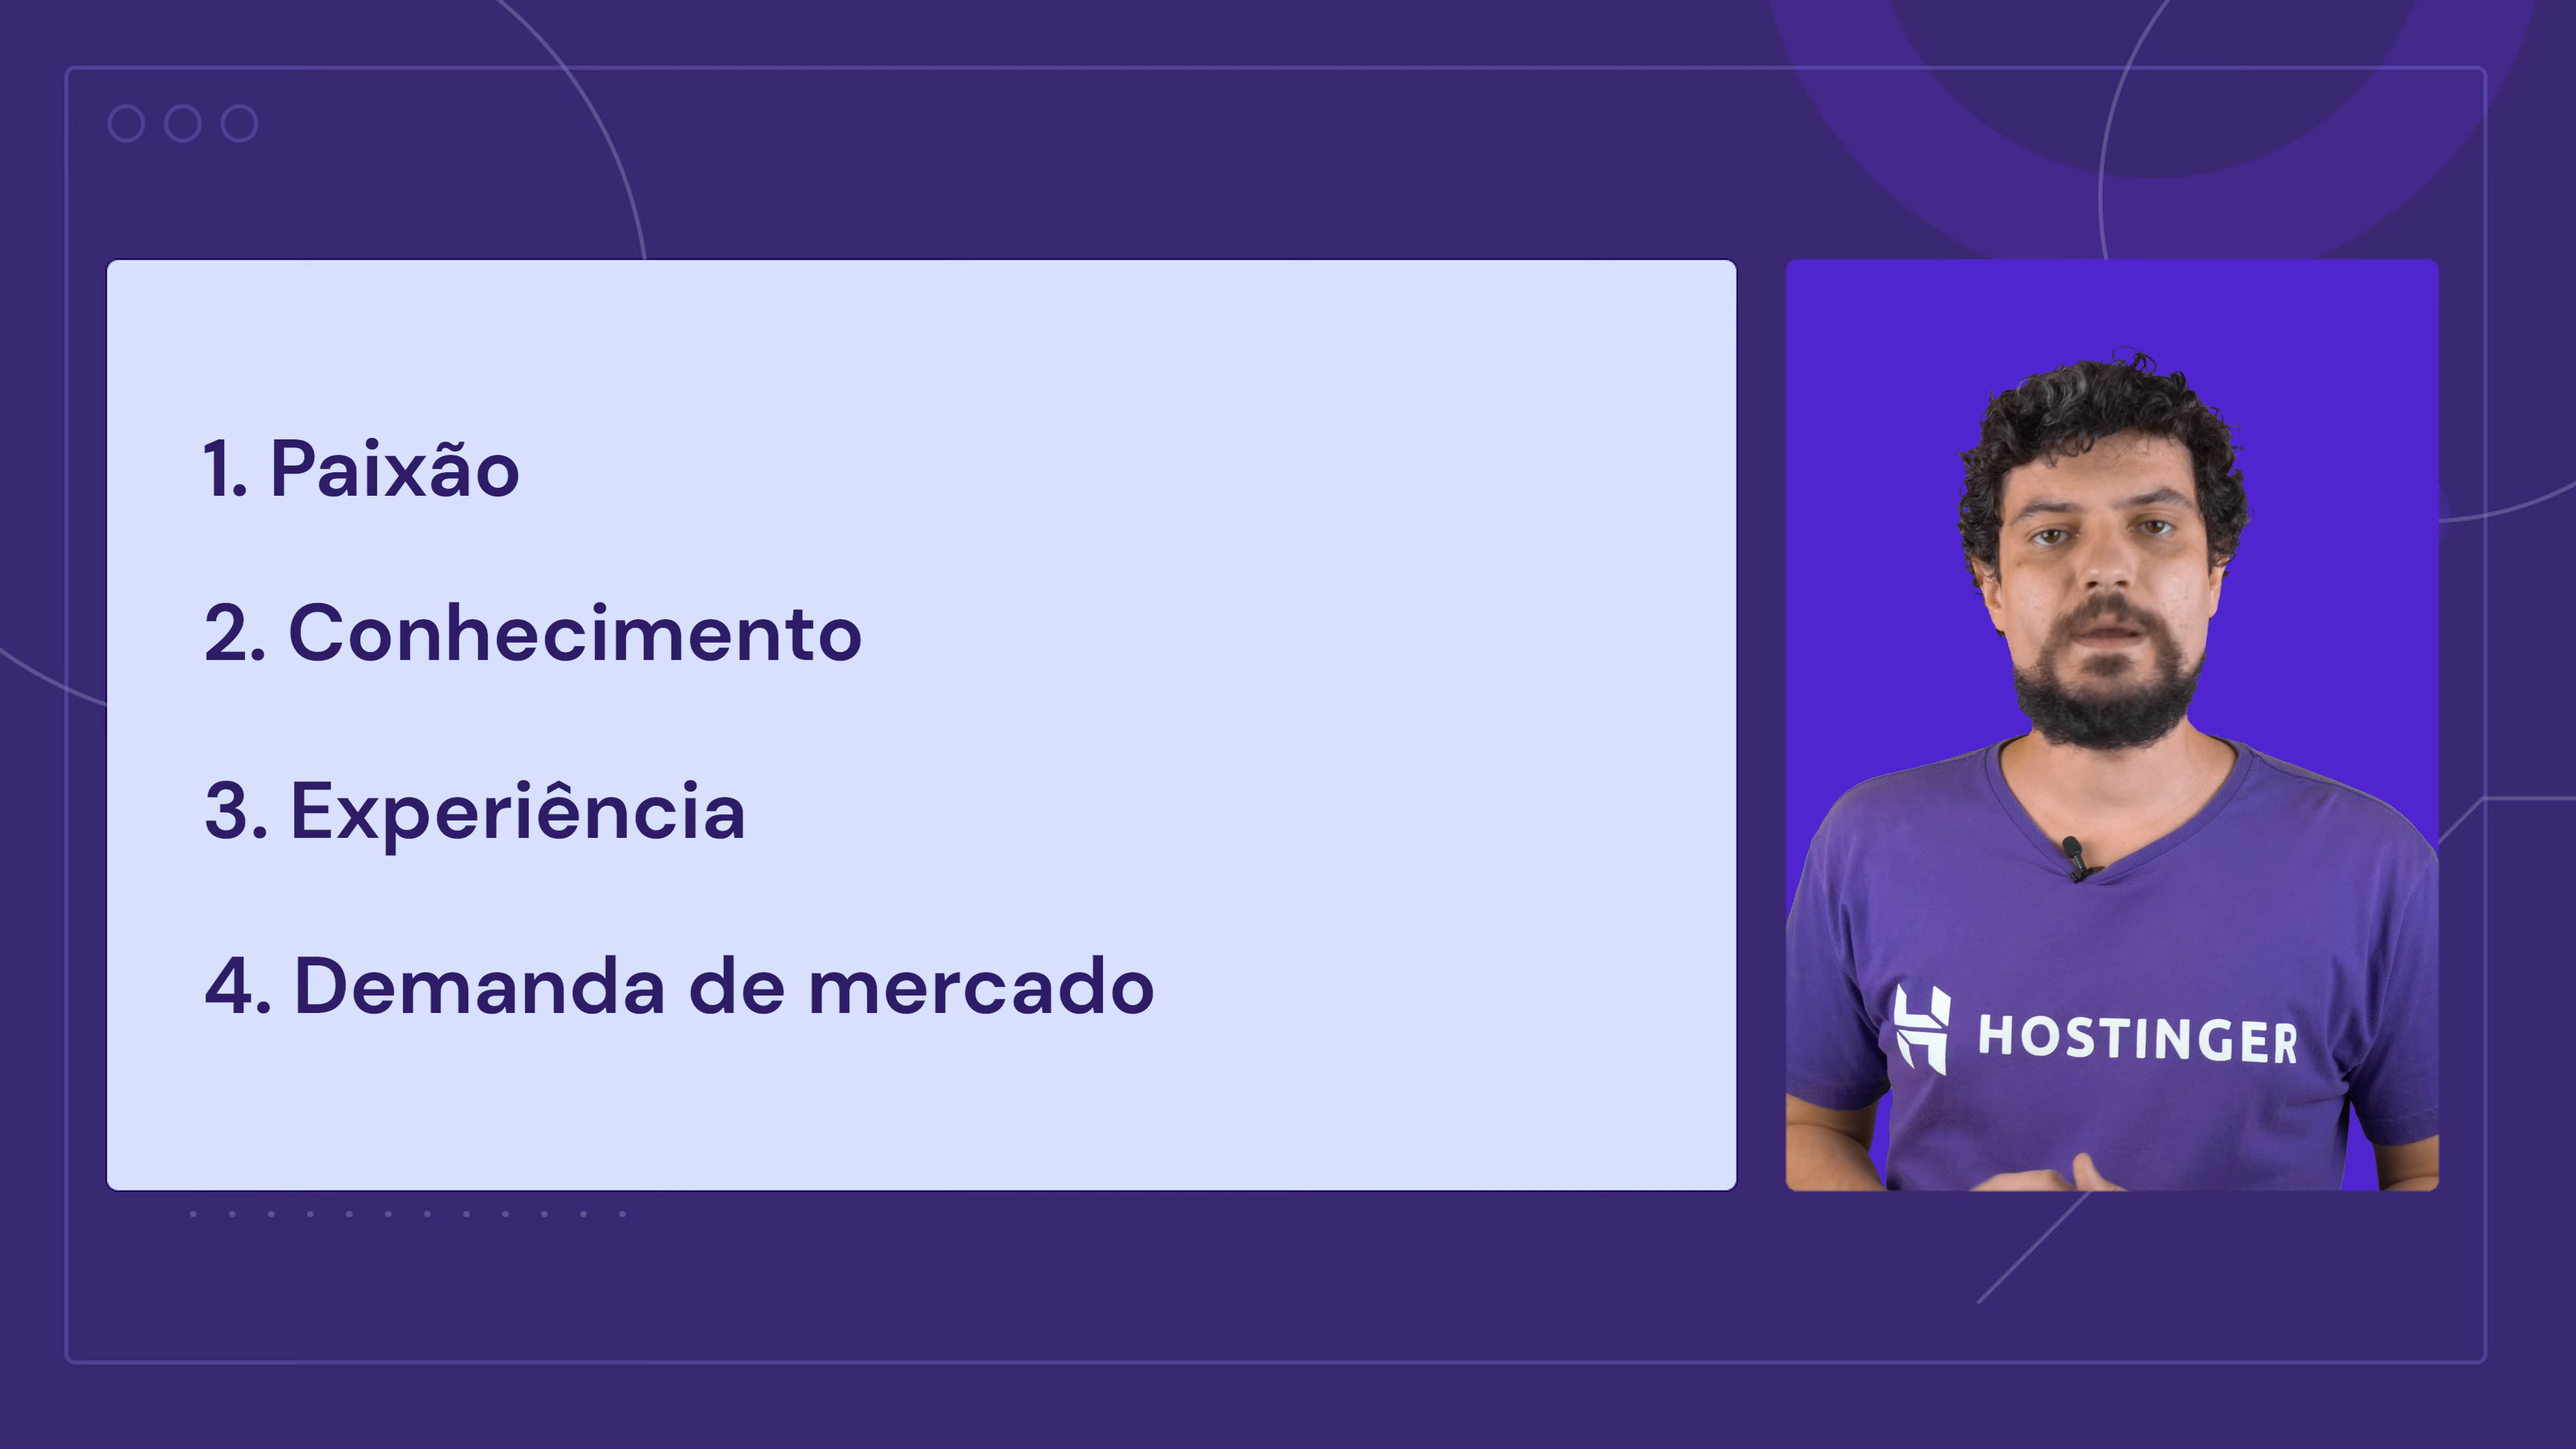 1. Paixão
2. Conhecimento
3. Experiência
4. Demanda de mercado
HOSTINGER